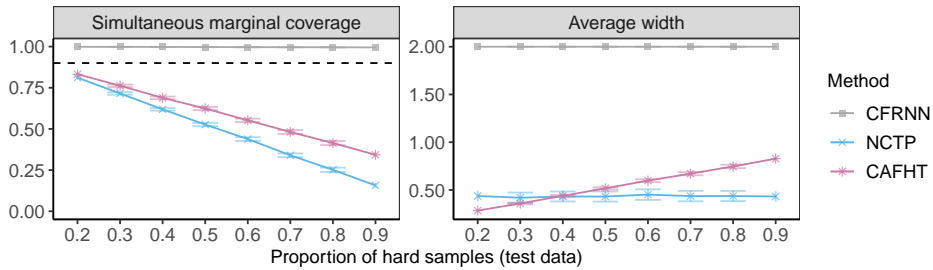 Simultaneous marginal coverage
Average width
1.00
0.75
0.50
0.25
0.00
0.2 0.3 0.4 0.5 0.6 0.7 0.8 0.9
2.00
1.50
1.00
0.50
0.2 0.3 0.4 0.5 0.6 0.7 0.8 0.9
Proportion of hard samples (test data)
Method
CFRNN
NCTP
CAFHT